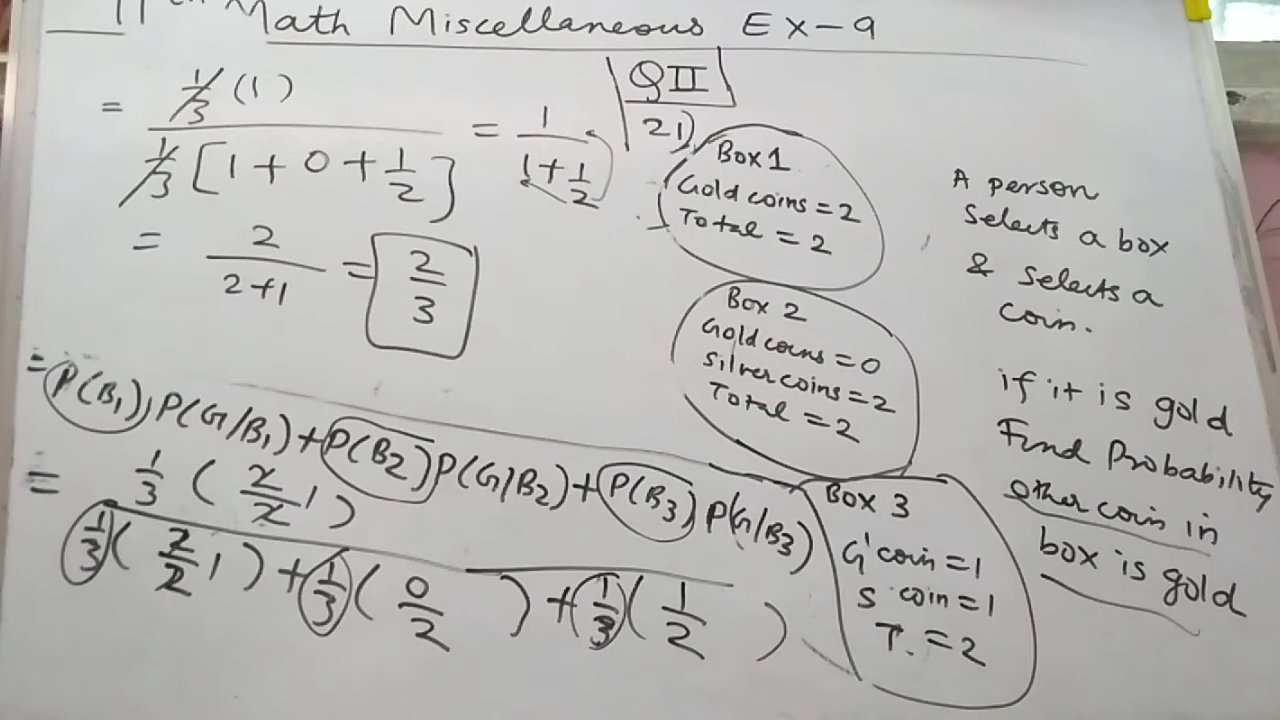 11th Math Miscellaneous Ex-9
= 1/3 (1) / 1/3 [1 + 0 + 1/2] = 1 / 1 + 1/2
= 2 / 2+1 = 2/3
= P(B1), P(G/B1) + P(B2) P(G/B2) + P(B3) P(G/B3)
= 1/3 ( 2/2 1 )
1/3 ( 2/2 1 ) + 1/3 ( 0/2 ) + 1/3 ( 1/2 )
QII
21)
Box 1
Gold coins = 2
Total = 2
Box 2
Gold coins = 0
Silver coins = 2
Total = 2
Box 3
G coin = 1
S coin = 1
T. = 2
A person
Selects a box
& selects a
coin.
if it is gold
Find Probability
other coin in
box is gold